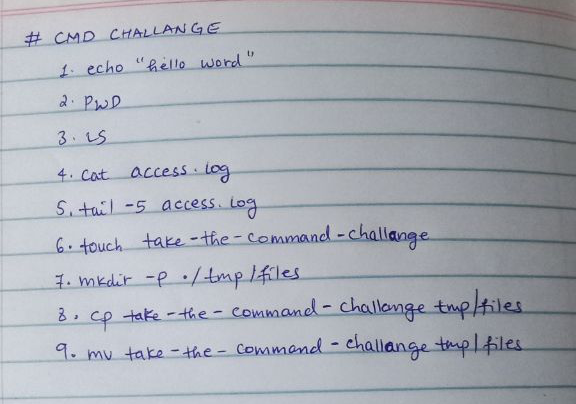 # CMD CHALLANGE
1. echo "hello word"
2. PWD
3. LS
4. cat access.log
5. tail -5 access.log
6. touch take-the-command-challange
7. mkdir -p ./tmp/files
8. cp take-the-command-challange tmp/files
9. mv take-the-command-challange tmp/files